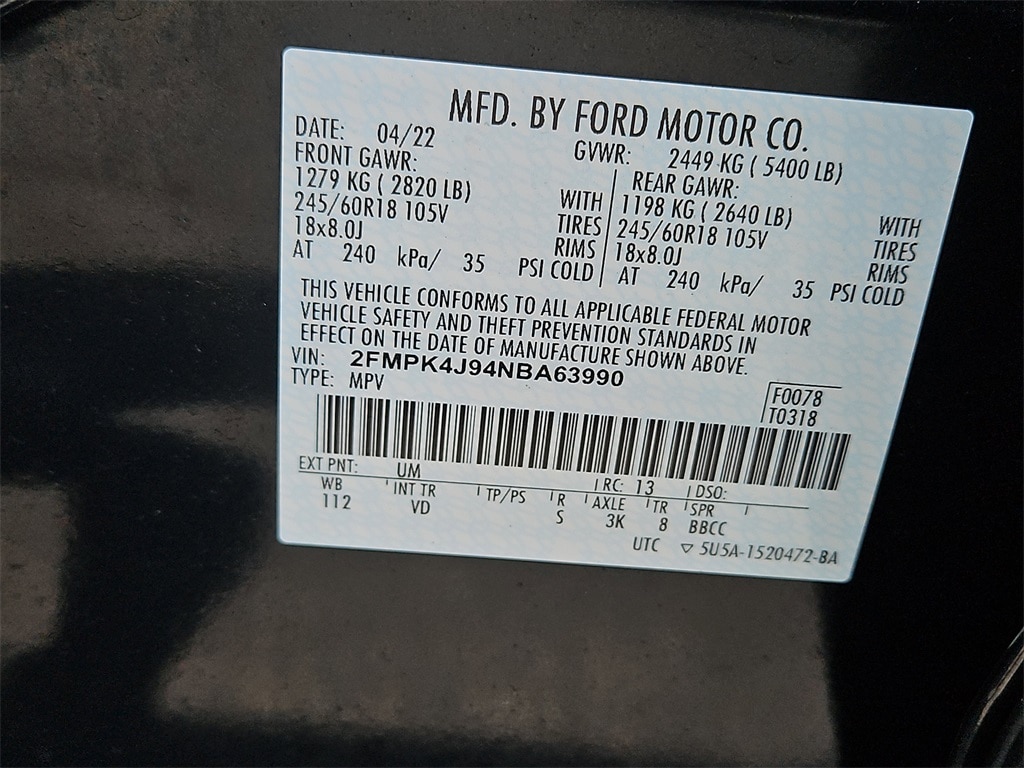 MFD. BY FORD MOTOR CO.
DATE: 04/22 GVWR: 2449 KG ( 5400 LB)
FRONT GAWR: REAR GAWR:
1279 KG ( 2820 LB) WITH 1198 KG ( 2640 LB) WITH
245/60R18 105V TIRES 245/60R18 105V TIRES
18x8.0J RIMS 18x8.0J RIMS
AT 240 kPa/ 35 PSI COLD AT 240 kPa/ 35 PSI COLD
THIS VEHICLE CONFORMS TO ALL APPLICABLE FEDERAL MOTOR
VEHICLE SAFETY AND THEFT PREVENTION STANDARDS IN
EFFECT ON THE DATE OF MANUFACTURE SHOWN ABOVE.
VIN: 2FMPK4J94NBA63990
TYPE: MPV
F0078
T0318
EXT PNT: UM RC: 13 DSO:
WB INT TR TP/PS R AXLE TR SPR
112 VD S 3K 8 BBCC
UTC ▽ 5U5A-1520472-BA